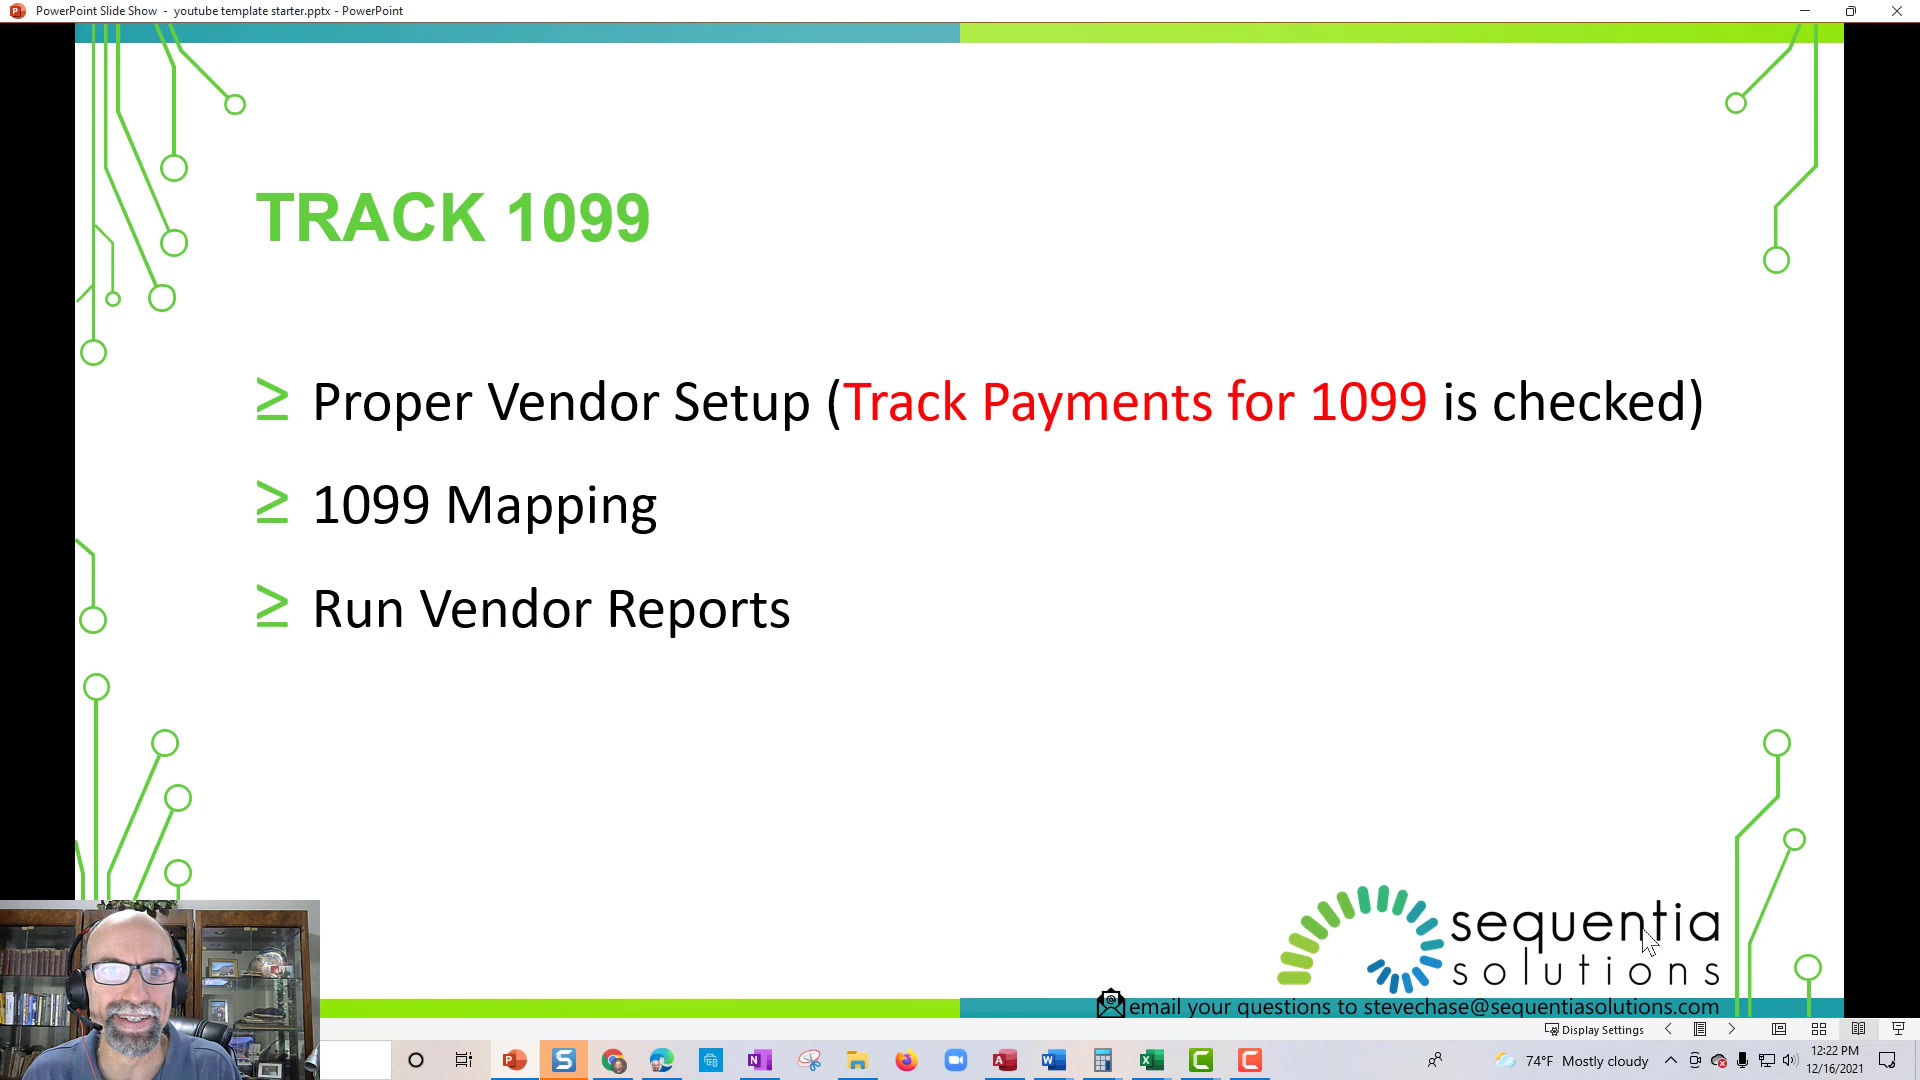 PowerPoint Slide Show - youtube template starter.pptx - PowerPoint
TRACK 1099
≥ Proper Vendor Setup (Track Payments for 1099 is checked)
≥ 1099 Mapping
≥ Run Vendor Reports
sequentia
solutions
email your questions to stevechase@sequentiasolutions.com
Display Settings
74°F Mostly cloudy
12:22 PM
12/16/2021